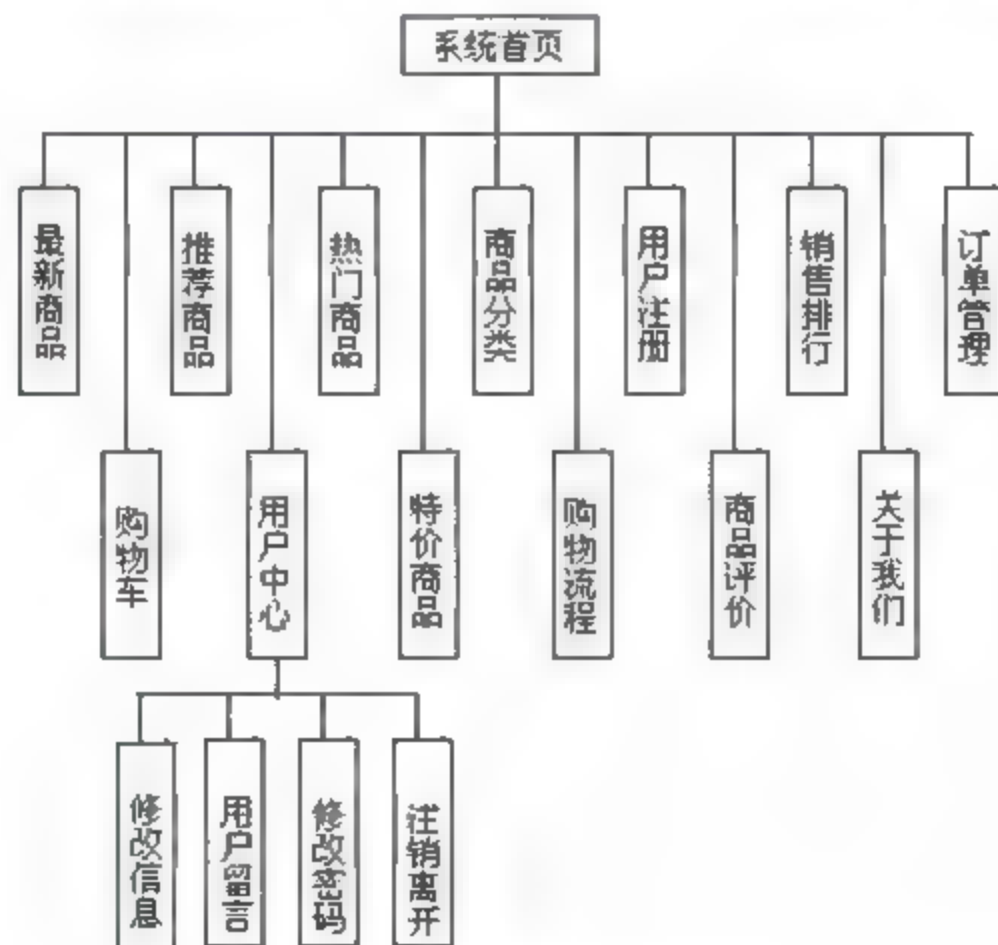 系统首页
最新商品
推荐商品
热门商品
商品分类
用户注册
销售排行
订单管理
购物车
用户中心
特价商品
购物流程
商品评价
关于我们
修改信息
用户留言
修改密码
注销离开